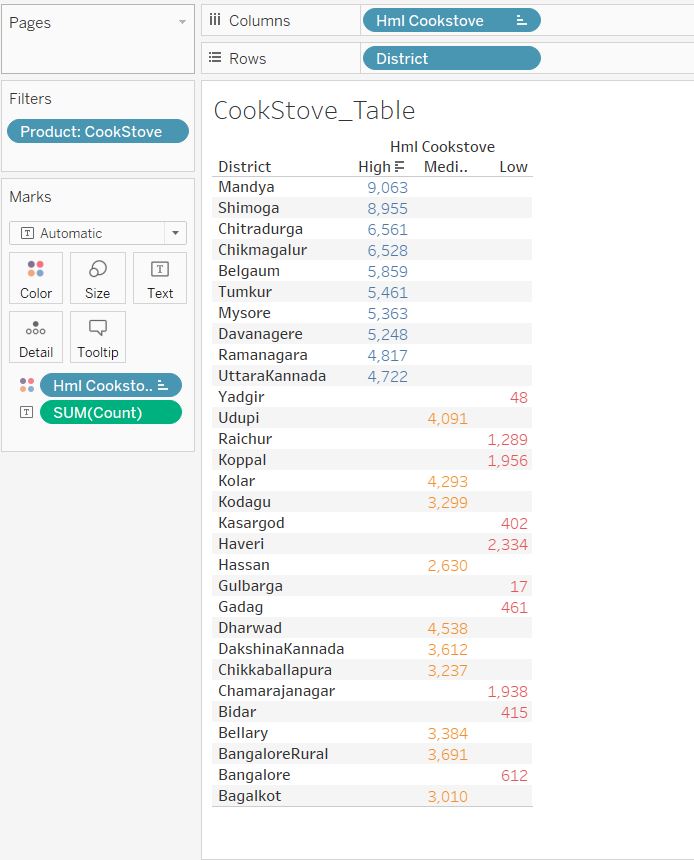 Pages
Columns
Hml Cookstove
Rows
District
Filters
Product: CookStove
Marks
T Automatic
Color Size T Text
Detail Tooltip
Hml Cooksto..
T SUM(Count)
CookStove_Table
Hml Cookstove
District High Medi.. Low
Mandya 9,063
Shimoga 8,955
Chitradurga 6,561
Chikmagalur 6,528
Belgaum 5,859
Tumkur 5,461
Mysore 5,363
Davanagere 5,248
Ramanagara 4,817
UttaraKannada 4,722
Yadgir 48
Udupi 4,091
Raichur 1,289
Koppal 1,956
Kolar 4,293
Kodagu 3,299
Kasargod 402
Haveri 2,334
Hassan 2,630
Gulbarga 17
Gadag 461
Dharwad 4,538
DakshinaKannada 3,612
Chikkaballapura 3,237
Chamarajanagar 1,938
Bidar 415
Bellary 3,384
BangaloreRural 3,691
Bangalore 612
Bagalkot 3,010